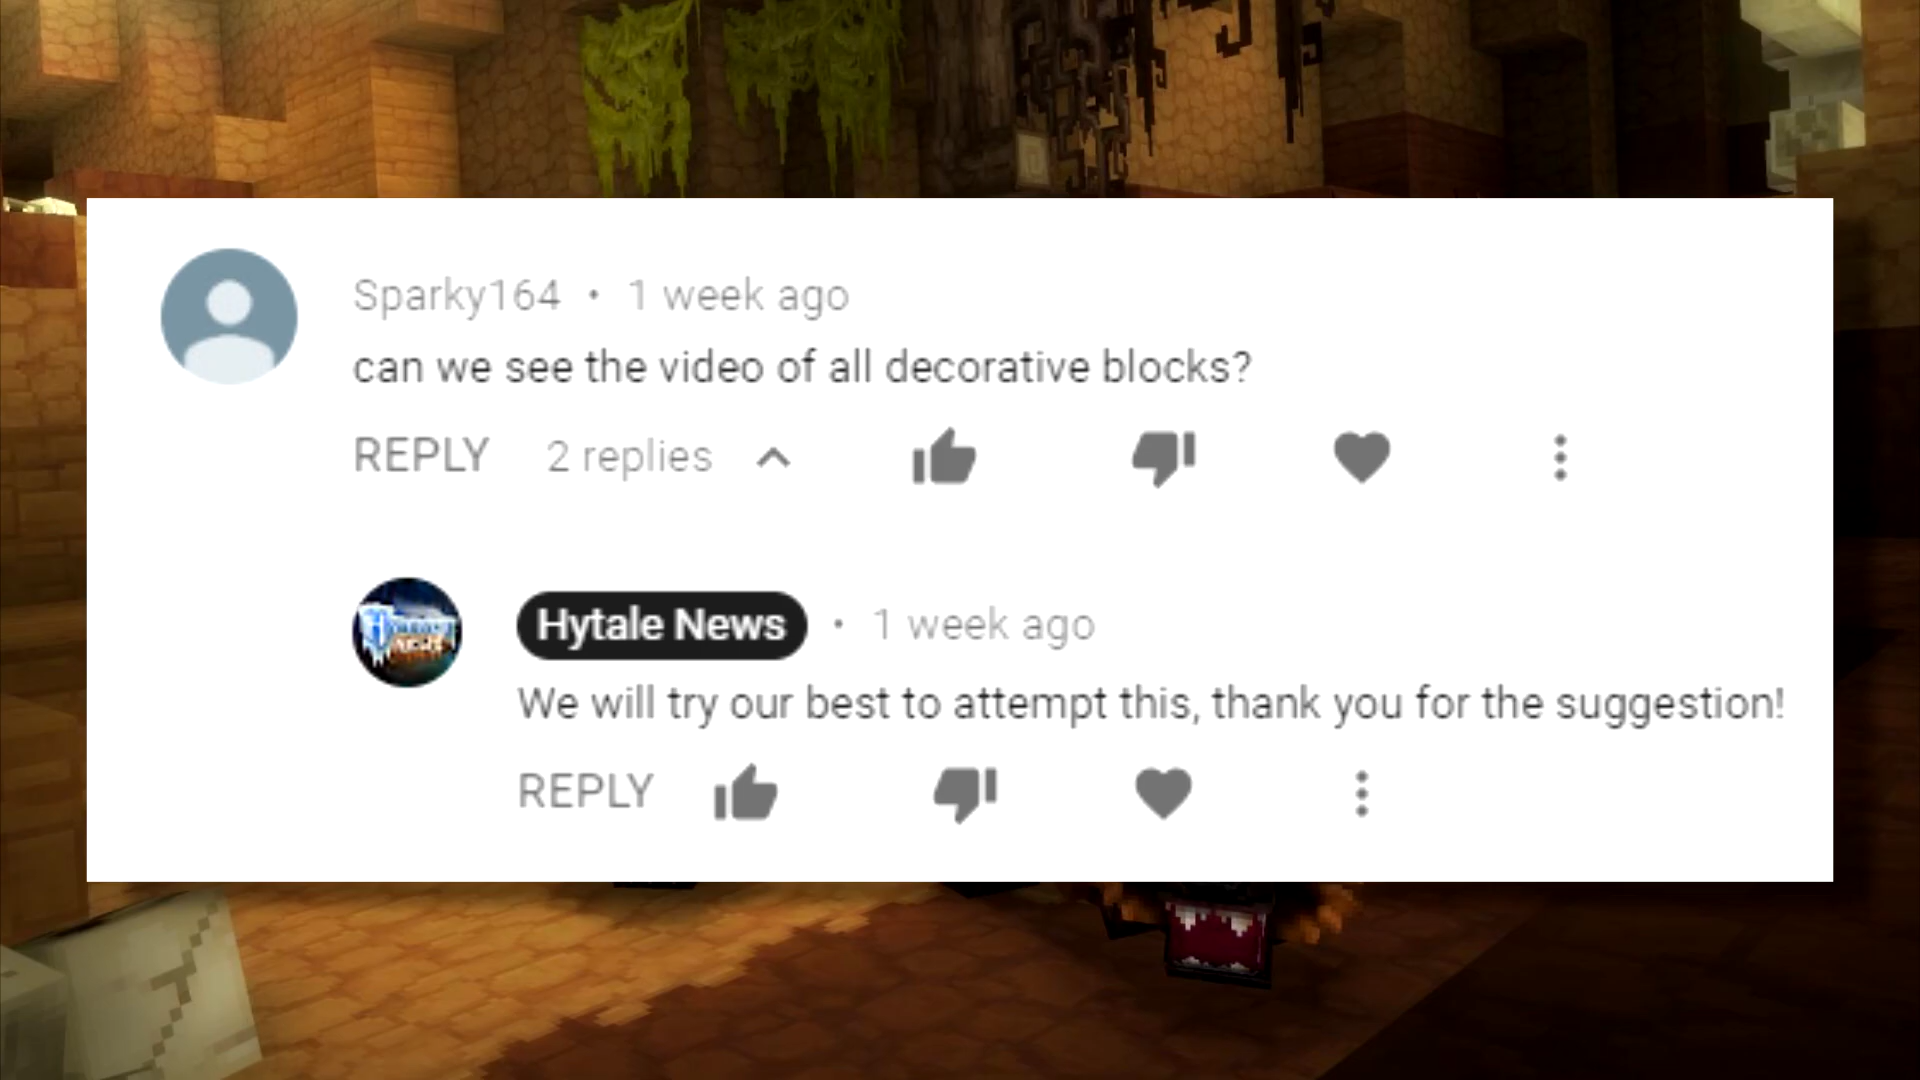 Sparky164 • 1 week ago
can we see the video of all decorative blocks?
REPLY 2 replies
Hytale News • 1 week ago
We will try our best to attempt this, thank you for the suggestion!
REPLY